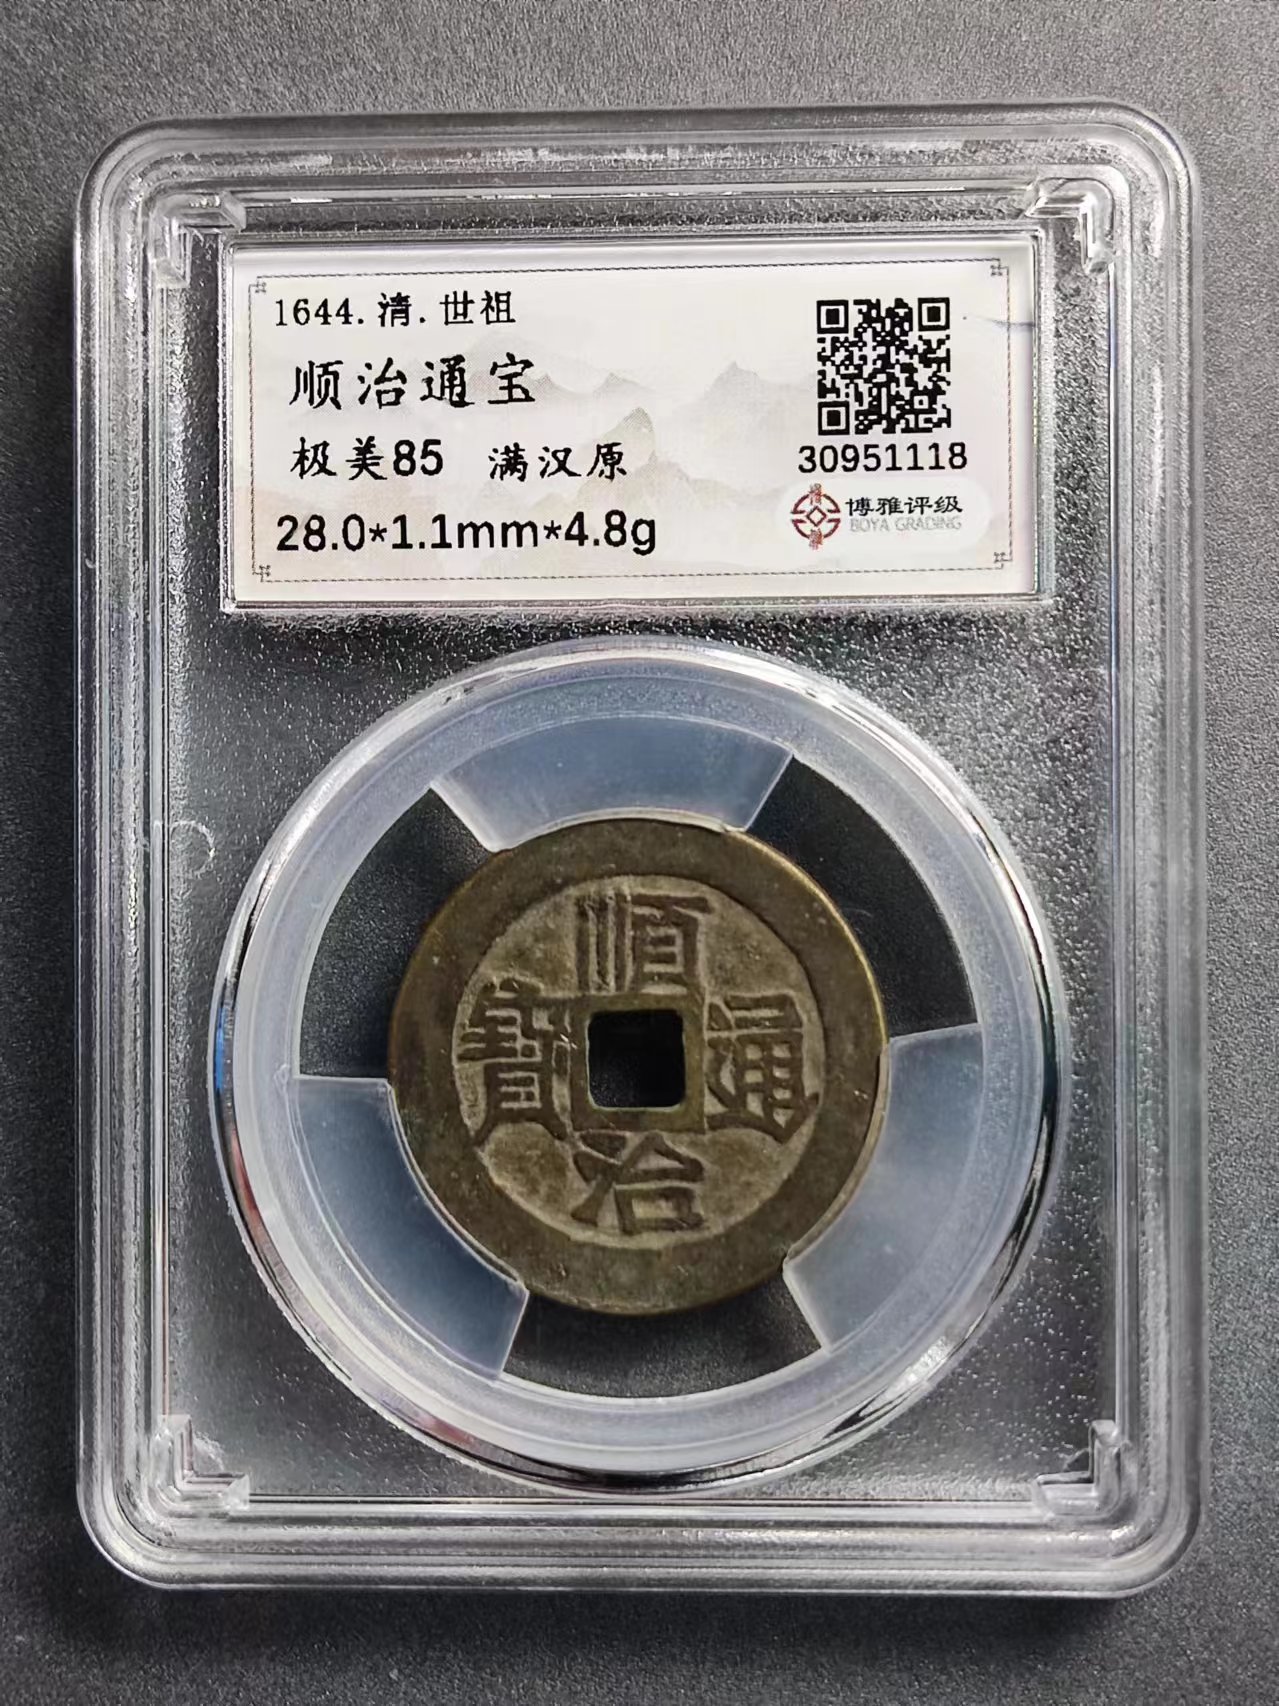 1644.清.世祖
顺治通宝
极美85 满汉原
28.0*1.1mm*4.8g
30951118
博雅评级
BOYA GRADING
順
寶 通
治